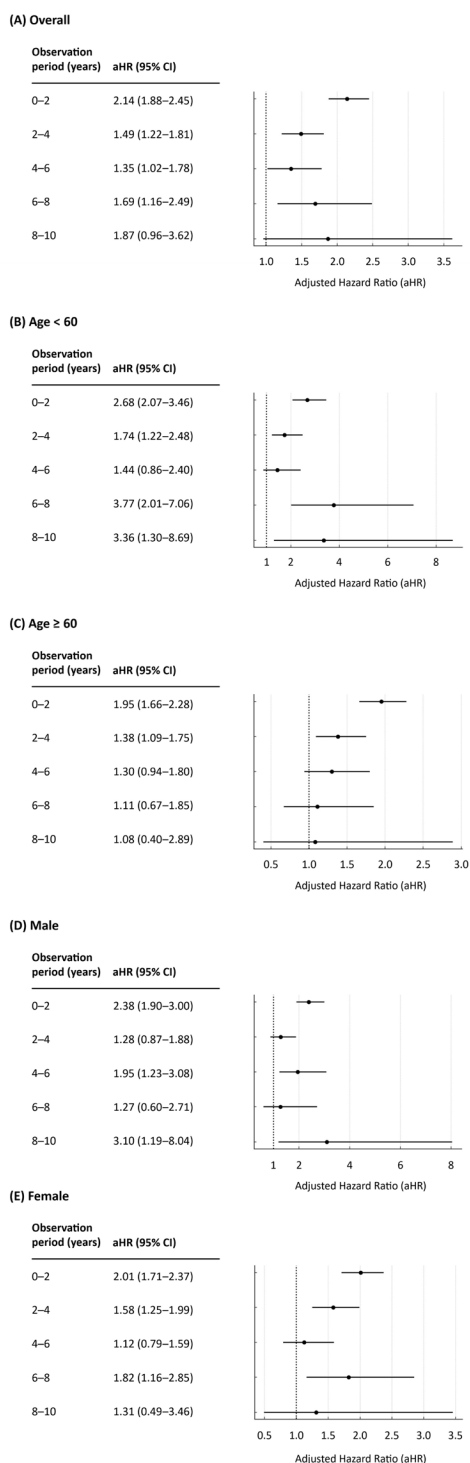 (A) Overall
Observation
period (years) aHR (95% CI)
0–2 2.14 (1.88–2.45)
2–4 1.49 (1.22–1.81)
4–6 1.35 (1.02–1.78)
6–8 1.69 (1.16–2.49)
8–10 1.87 (0.96–3.62)
1.0 1.5 2.0 2.5 3.0 3.5
Adjusted Hazard Ratio (aHR)
(B) Age < 60
Observation
period (years) aHR (95% CI)
0–2 2.68 (2.07–3.46)
2–4 1.74 (1.22–2.48)
4–6 1.44 (0.86–2.40)
6–8 3.77 (2.01–7.06)
8–10 3.36 (1.30–8.69)
1 2 4 6 8
Adjusted Hazard Ratio (aHR)
(C) Age ≥ 60
Observation
period (years) aHR (95% CI)
0–2 1.95 (1.66–2.28)
2–4 1.38 (1.09–1.75)
4–6 1.30 (0.94–1.80)
6–8 1.11 (0.67–1.85)
8–10 1.08 (0.40–2.89)
0.5 1.0 1.5 2.0 2.5 3.0
Adjusted Hazard Ratio (aHR)
(D) Male
Observation
period (years) aHR (95% CI)
0–2 2.38 (1.90–3.00)
2–4 1.28 (0.87–1.88)
4–6 1.95 (1.23–3.08)
6–8 1.27 (0.60–2.71)
8–10 3.10 (1.19–8.04)
1 2 4 6 8
Adjusted Hazard Ratio (aHR)
(E) Female
Observation
period (years) aHR (95% CI)
0–2 2.01 (1.71–2.37)
2–4 1.58 (1.25–1.99)
4–6 1.12 (0.79–1.59)
6–8 1.82 (1.16–2.85)
8–10 1.31 (0.49–3.46)
0.5 1.0 1.5 2.0 2.5 3.0 3.5
Adjusted Hazard Ratio (aHR)